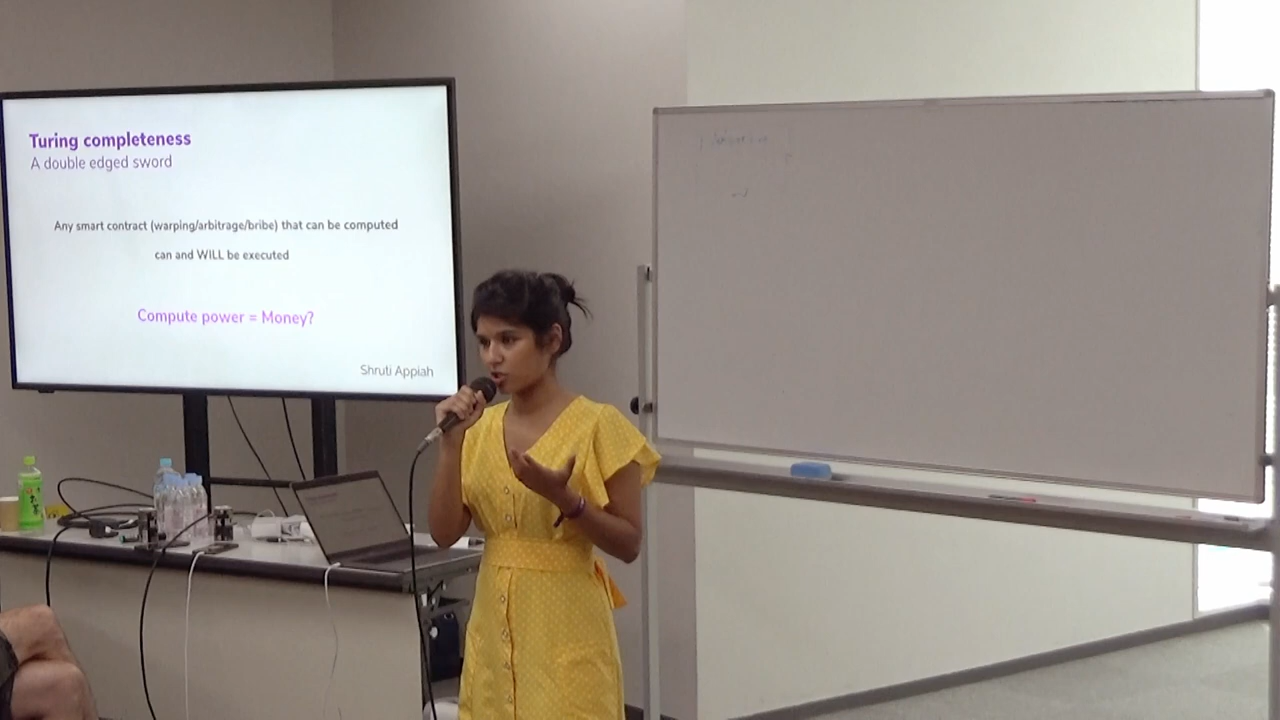 Turing completeness
A double edged sword
Any smart contract (warping/arbitrage/bribe) that can be computed
can and WILL be executed
Compute power = Money?
Shruti Appiah